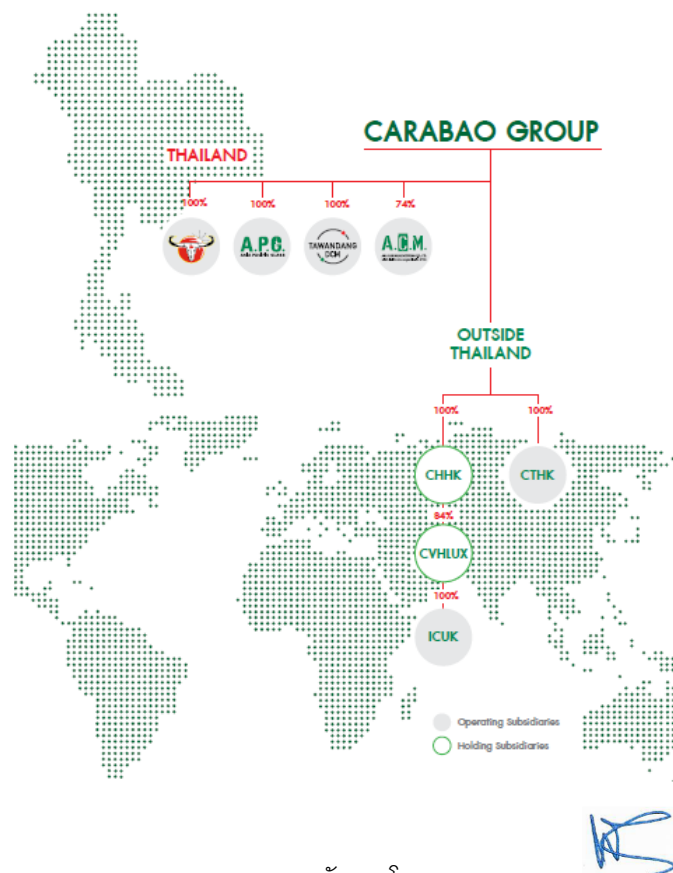 CARABAO GROUP
THAILAND
100% 100% 100% 74%
A.P.G.
TAWANDANG
DCM
A.C.M.
OUTSIDE
THAILAND
100% 100%
CHHK CTHK
84%
CVHLUX
100%
ICUK
Operating Subsidiaries
Holding Subsidiaries